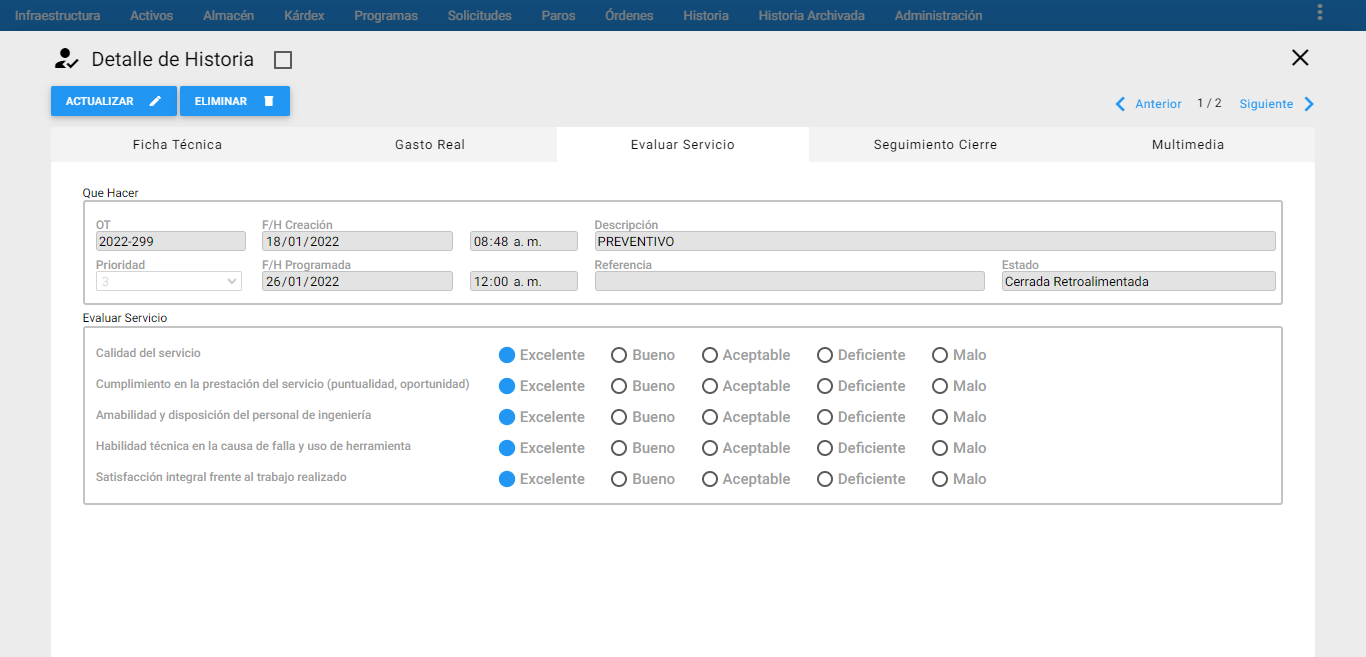 Infraestructura Activos Almacén Kárdex Programas Solicitudes Paros Órdenes Historia Historia Archivada Administración
Detalle de Historia
ACTUALIZAR ELIMINAR
Anterior 1 / 2 Siguiente
Ficha Técnica Gasto Real Evaluar Servicio Seguimiento Cierre Multimedia
Que Hacer
OT F/H Creación Descripción
2022-299 18/01/2022 08:48 a. m. PREVENTIVO
Prioridad F/H Programada Referencia Estado
3 26/01/2022 12:00 a. m. Cerrada Retroalimentada
Evaluar Servicio
Calidad del servicio Excelente Bueno Aceptable Deficiente Malo
Cumplimiento en la prestación del servicio (puntualidad, oportunidad) Excelente Bueno Aceptable Deficiente Malo
Amabilidad y disposición del personal de ingeniería Excelente Bueno Aceptable Deficiente Malo
Habilidad técnica en la causa de falla y uso de herramienta Excelente Bueno Aceptable Deficiente Malo
Satisfacción integral frente al trabajo realizado Excelente Bueno Aceptable Deficiente Malo